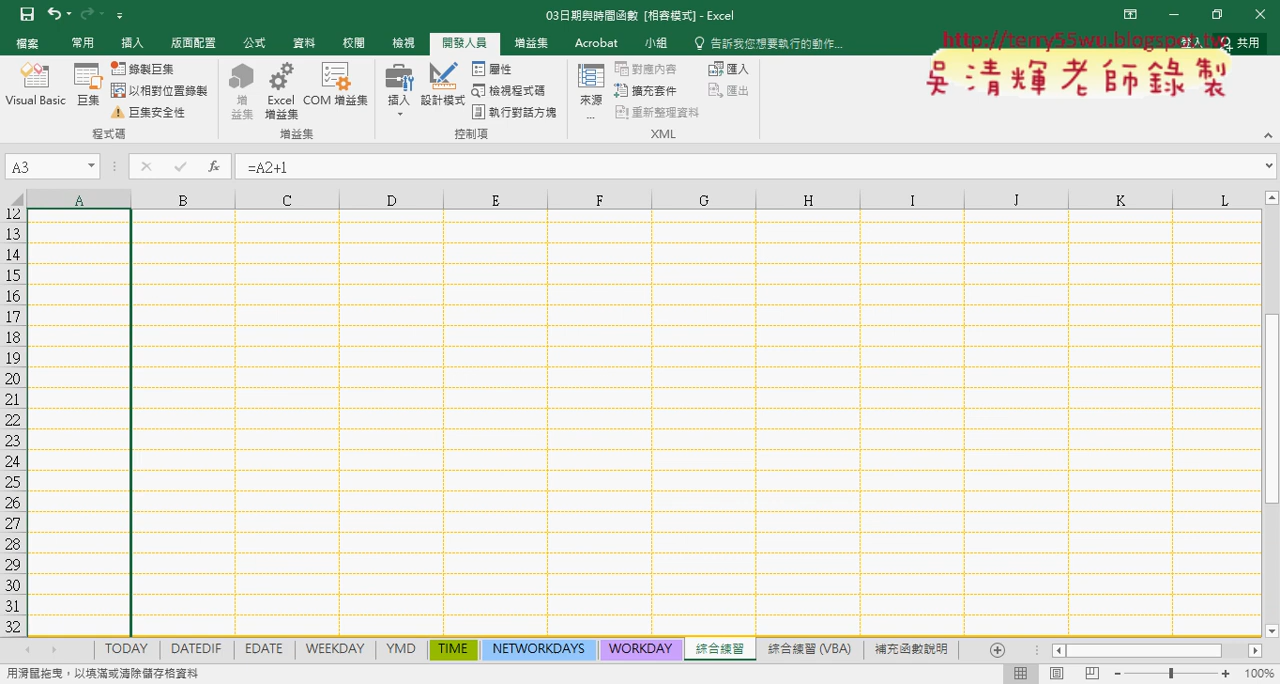 03日期與時間函數 [相容模式] - Excel
檔案 常用 插入 版面配置 公式 資料 校閱 檢視 開發人員 增益集 Acrobat 小組 告訴我您想要執行的動作... 登入 共用
http://terry55wu.blogspot.tw
吳清輝老師錄製
Visual Basic 巨集 錄製巨集 以相對位置錄製 巨集安全性
增益集 Excel 增益集 COM 增益集
插入 設計模式 屬性 檢視程式碼 執行對話方塊
來源... 對應內容 擴充套件 重新整理資料 匯入 匯出
程式碼 增益集 控制項 XML
A3 fx =A2+1
A B C D E F G H I J K L
12
13
14
15
16
17
18
19
20
21
22
23
24
25
26
27
28
29
30
31
32
TODAY DATEDIF EDATE WEEKDAY YMD TIME NETWORKDAYS WORKDAY 綜合練習 綜合練習 (VBA) 補充函數說明
用滑鼠拖曳，以填滿或清除儲存格資料 100%